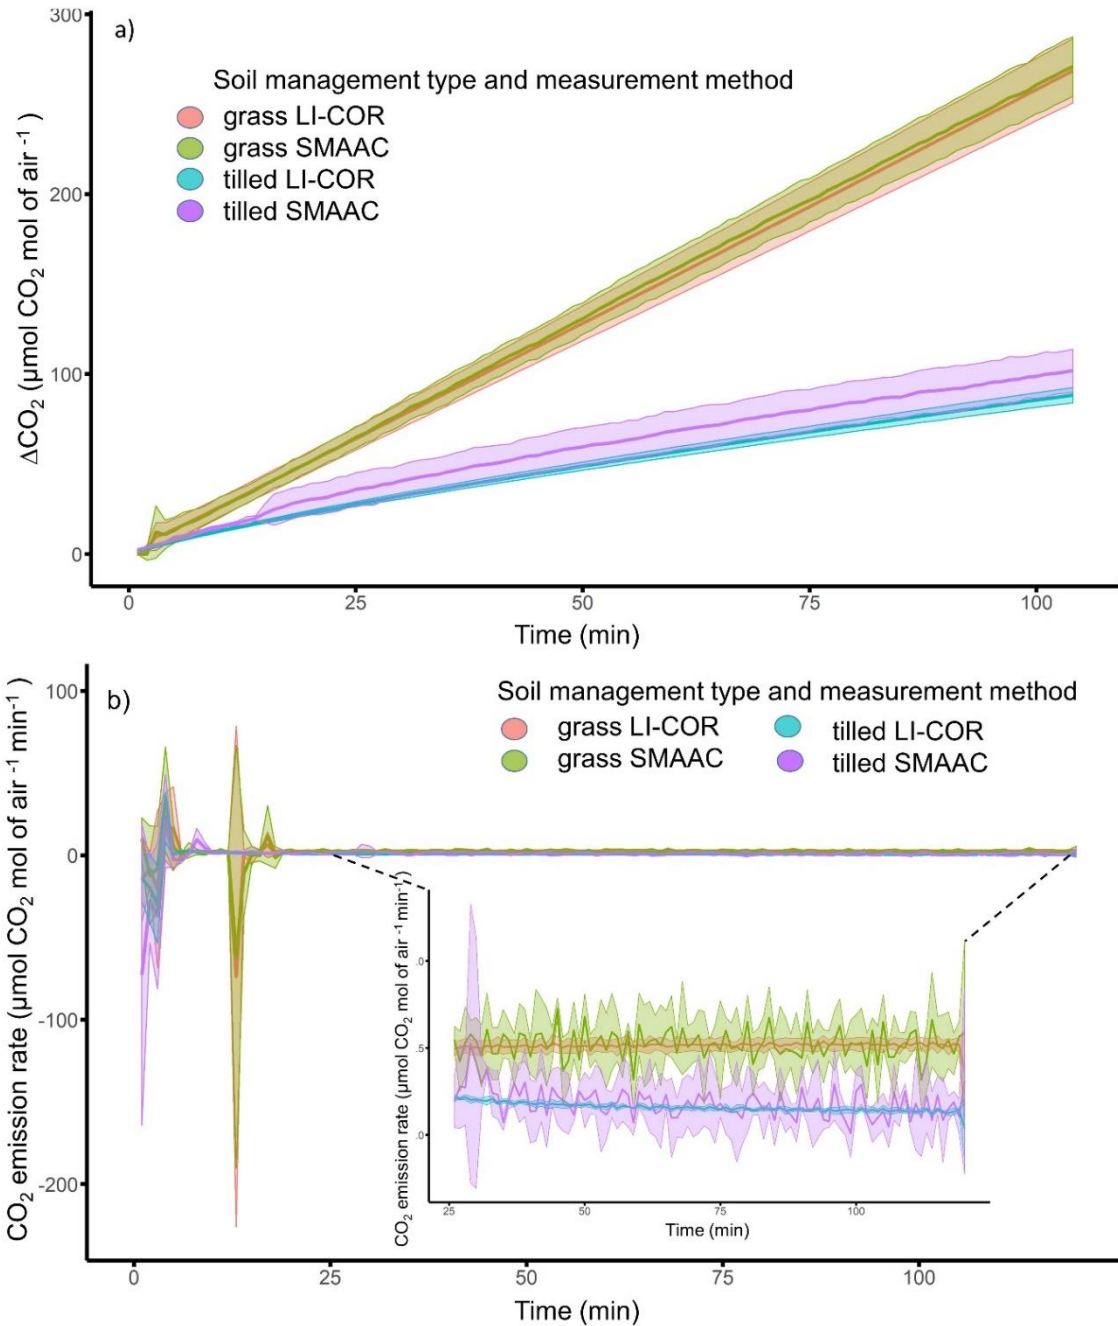 a)
300
200
100
0
ΔCO₂ (µmol CO₂ mol of air ⁻¹)
Soil management type and measurement method
grass LI-COR
grass SMAAC
tilled LI-COR
tilled SMAAC
0 25 50 75 100
Time (min)
b)
100
0
-100
-200
CO₂ emission rate (µmol CO₂ mol of air ⁻¹ min⁻¹)
Soil management type and measurement method
grass LI-COR tilled LI-COR
grass SMAAC tilled SMAAC
CO₂ emission rate (µmol CO₂ mol of air ⁻¹ min⁻¹)
.0
.5
.0
25 50 75 100
Time (min)
0 25 50 75 100
Time (min)